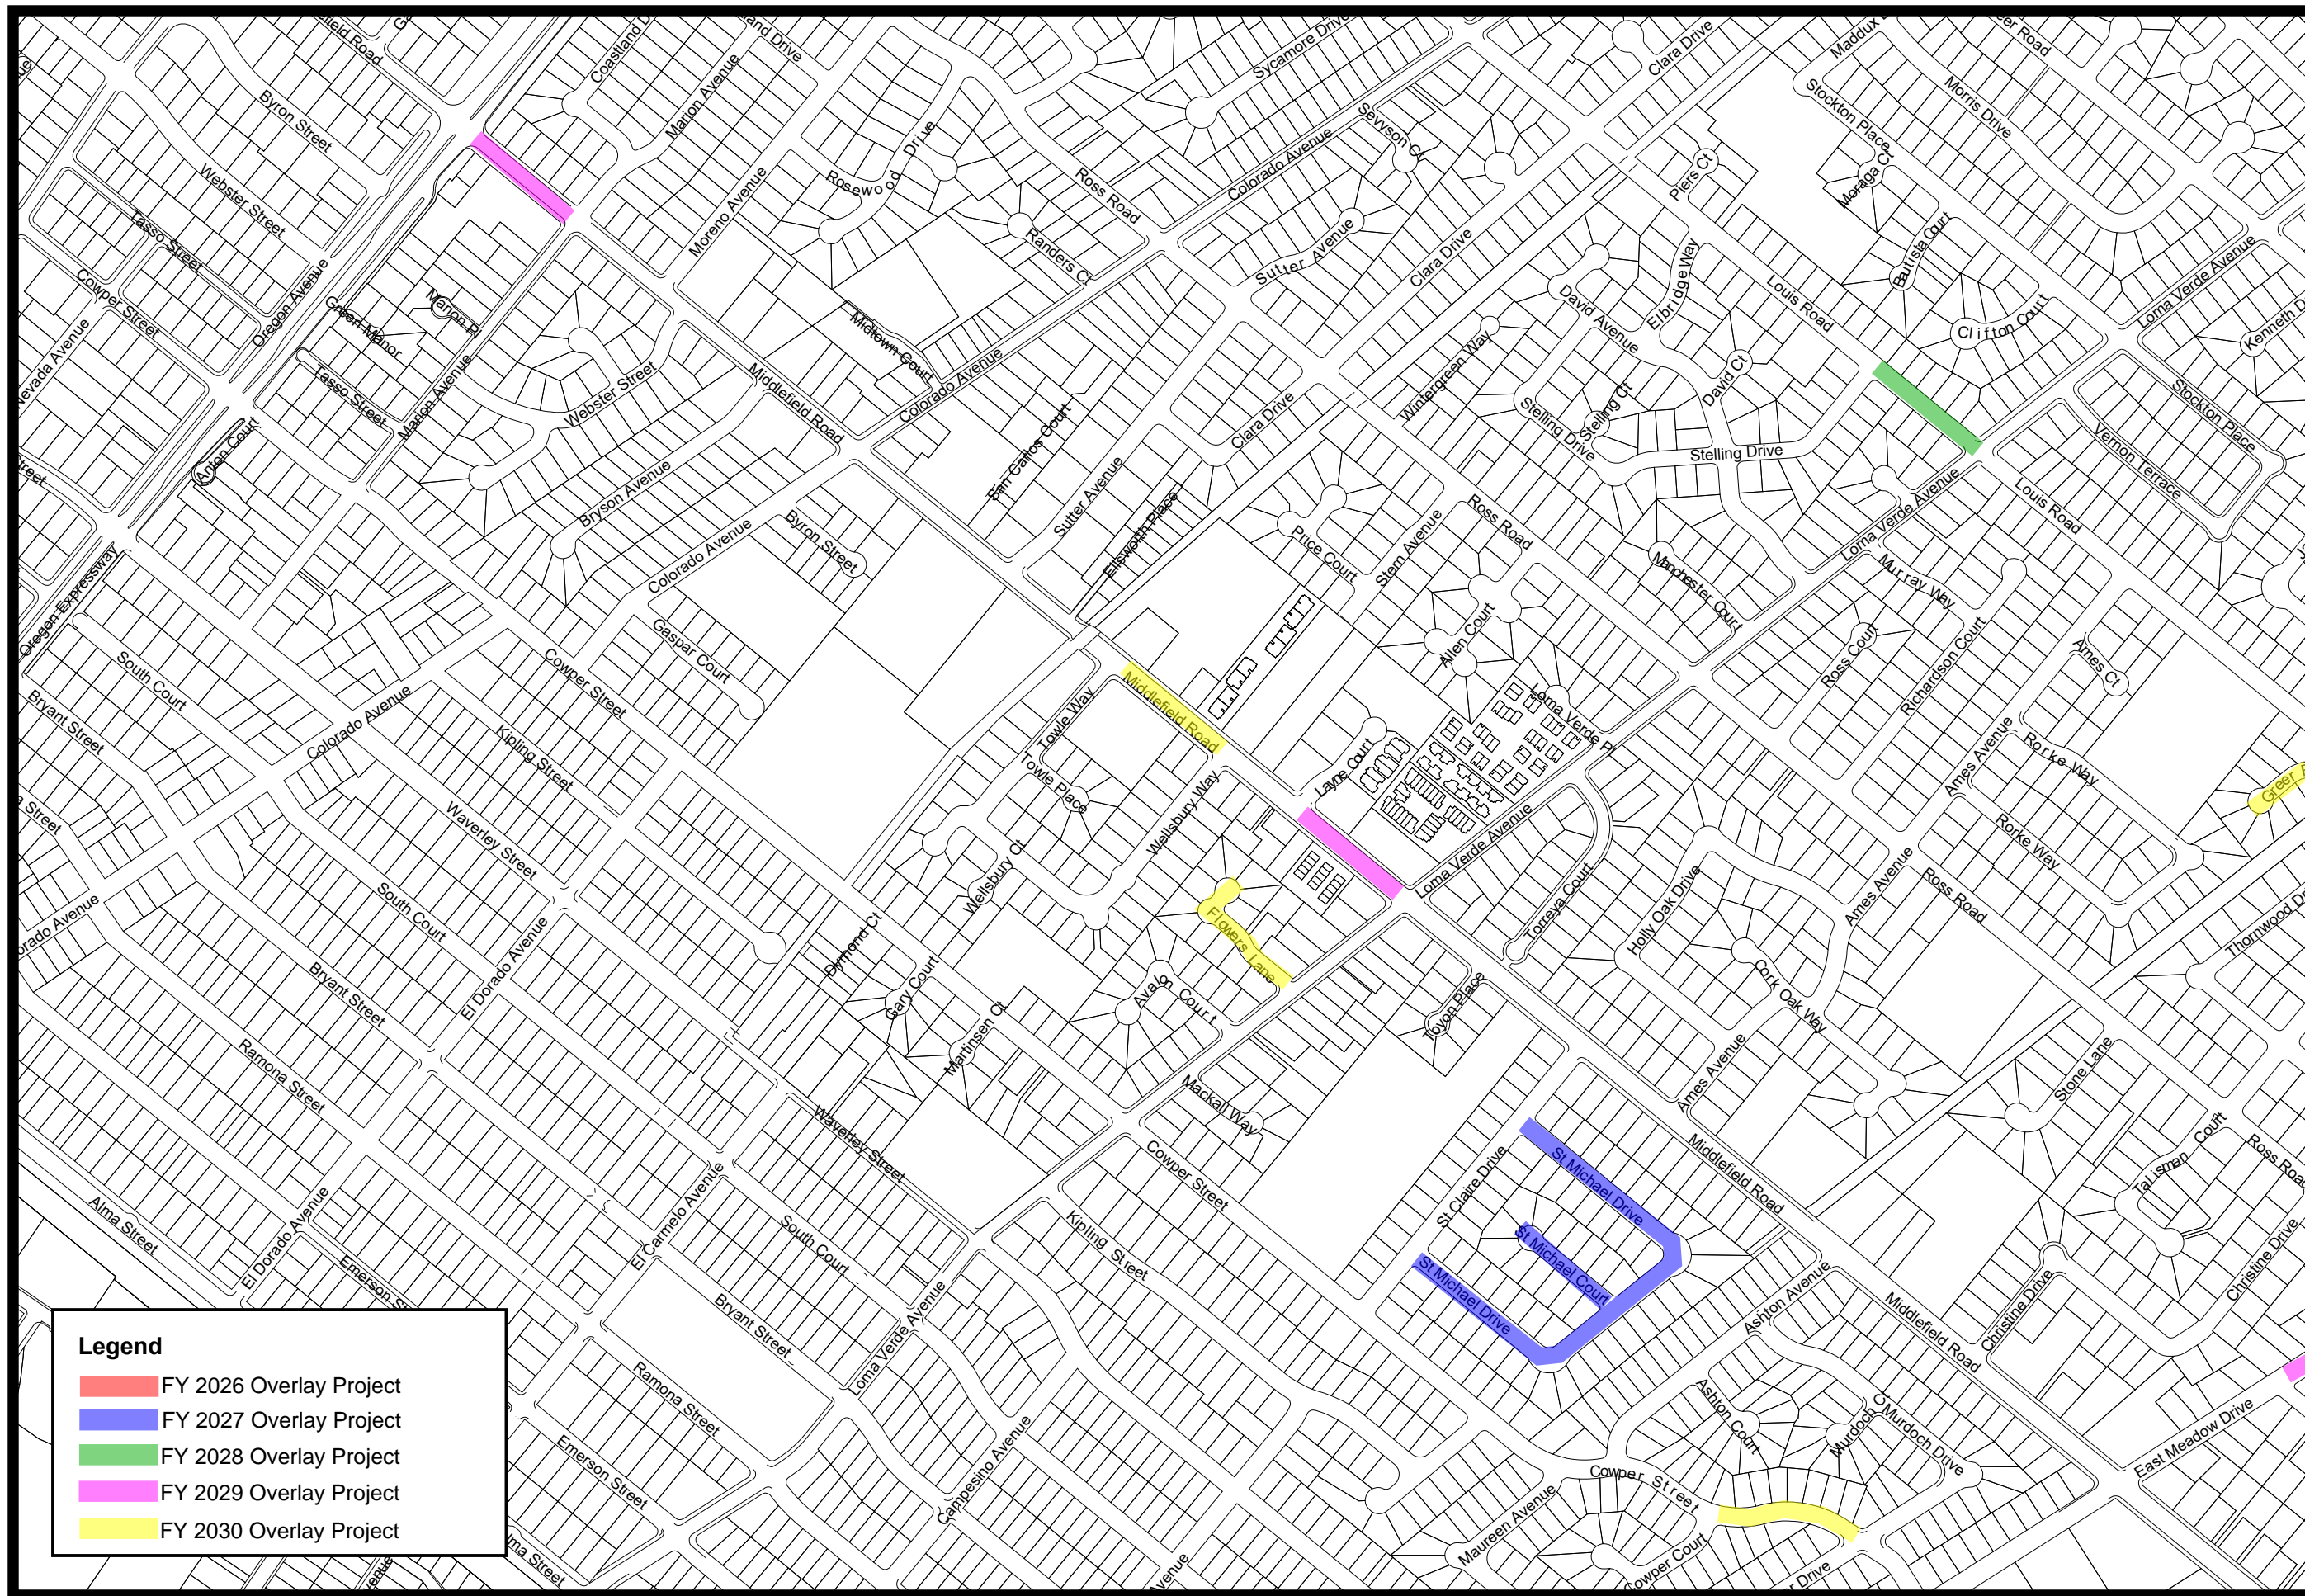 Coastland D
Marion Avenue
Sycamore Drive
Clara Drive
Maddux
Byron Street
Webster Street
Tasso Street
Cowper Street
Nevada Avenue
Oregon Avenue
Green Manor
Marion Pl
Tasso Street
Marion Avenue
Anton Court
Moreno Avenue
Rosewood Drive
Ross Road
Randers Ct
Colorado Avenue
Sevyson Ct
Sutter Avenue
Clara Drive
Piers Ct
Stockton Place
Morris Drive
Moraga Ct
Bautista Court
Clifton Court
Loma Verde Avenue
Kenneth D
Elbridge Way
Louis Road
David Avenue
David Ct
Wintergreen Way
Stelling Ct
Stelling Drive
Stelling Drive
Stockton Place
Vernon Terrace
Louis Road
Midtown Court
Colorado Avenue
Middlefield Road
Webster Street
Bryson Avenue
San Carlos Court
Sutter Avenue
Clara Drive
Ellsworth Place
Price Court
Stern Avenue
Ross Road
Manchester Court
Loma Verde Avenue
Murray Way
Ross Court
Richardson Court
Ames Ct
Ames Avenue
Rorke Way
Rorke Way
Oregon Expressway
Colorado Avenue
Byron Street
Gaspar Court
Cowper Street
South Court
Bryant Street
Colorado Avenue
Kipling Street
Waverley Street
South Court
Bryant Street
El Dorado Avenue
Ramona Street
Middlefield Road
Towle Way
Towle Place
Wellsbury Way
Wellsbury Ct
Allen Court
Loma Verde Pl
Layne Court
Loma Verde Avenue
Torreya Court
Holly Oak Drive
Cork Oak Way
Ames Avenue
Ross Road
Thornwood Dr
Flowers Lane
Avalon Court
Dymond Ct
Gary Court
Martinsen Ct
Toyon Place
Mackall Way
Ames Avenue
Stone Lane
Talisman Court
Ross Road
Christine Drive
Christine Drive
Middlefield Road
St Claire Drive
St Michael Drive
St Michael Court
St Michael Drive
Waverley Street
Cowper Street
Kipling Street
El Carmelo Avenue
South Court
Bryant Street
Loma Verde Avenue
Alma Street
El Dorado Avenue
Ramona Street
Emerson Street
Campesino Avenue
Ashton Avenue
Middlefield Road
Ashton Court
Murdoch Drive
East Meadow Drive
Cowper Street
Maureen Avenue
Cowper Court
Legend
FY 2026 Overlay Project
FY 2027 Overlay Project
FY 2028 Overlay Project
FY 2029 Overlay Project
FY 2030 Overlay Project